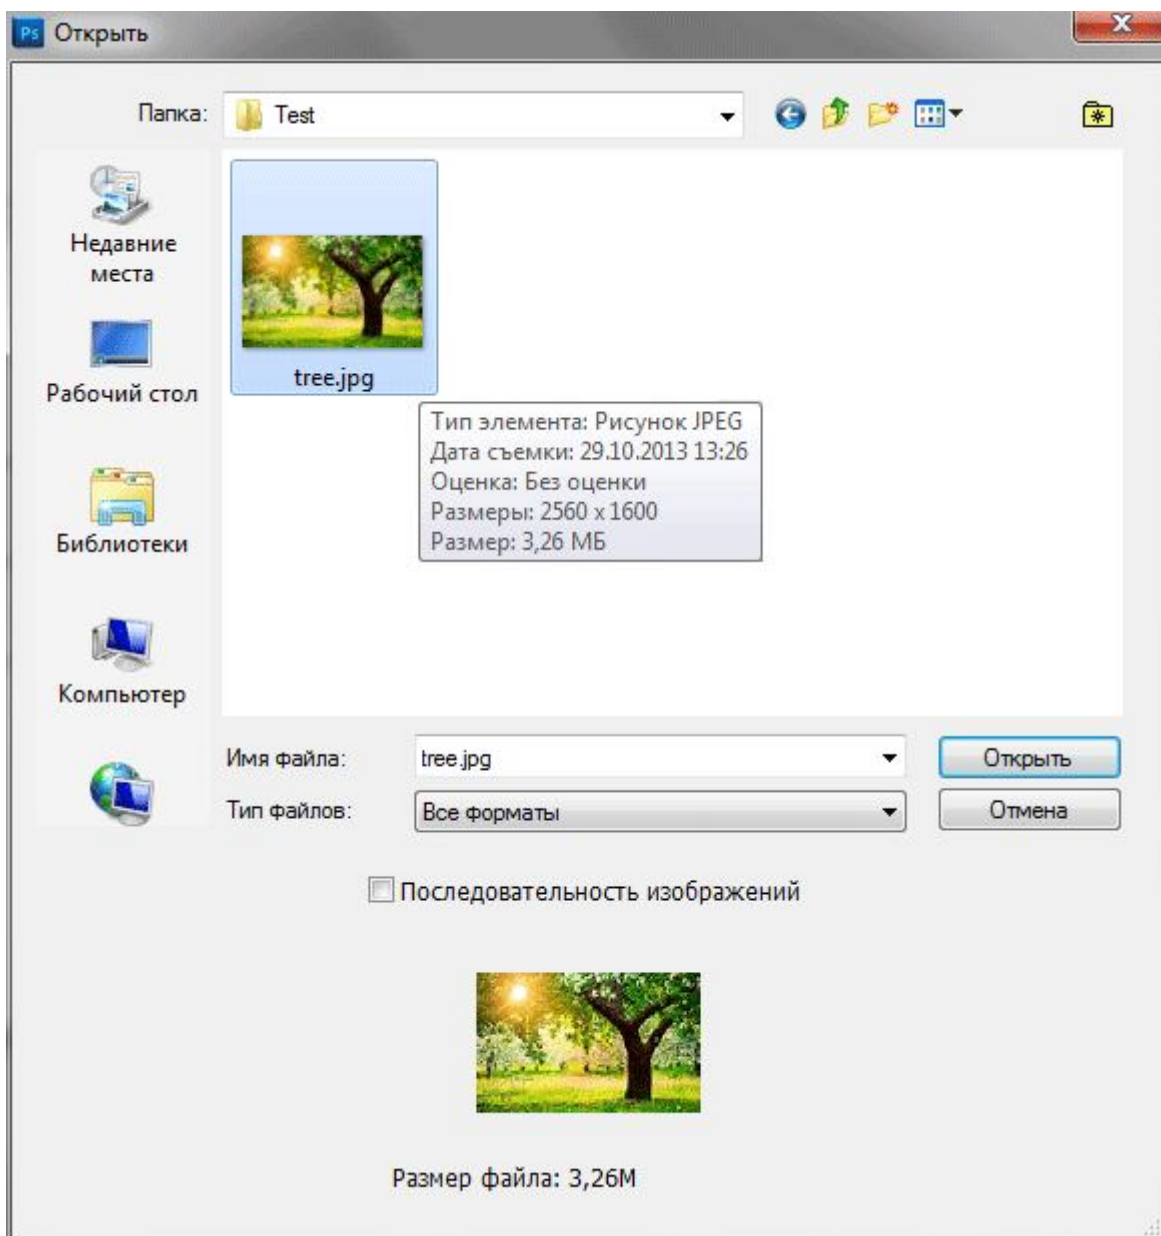 Ps Открыть
Папка: Test
Недавние
места
Рабочий стол
Библиотеки
Компьютер
tree.jpg
Тип элемента: Рисунок JPEG
Дата съемки: 29.10.2013 13:26
Оценка: Без оценки
Размеры: 2560 x 1600
Размер: 3,26 МБ
Имя файла: tree.jpg Открыть
Тип файлов: Все форматы Отмена
Последовательность изображений
Размер файла: 3,26M